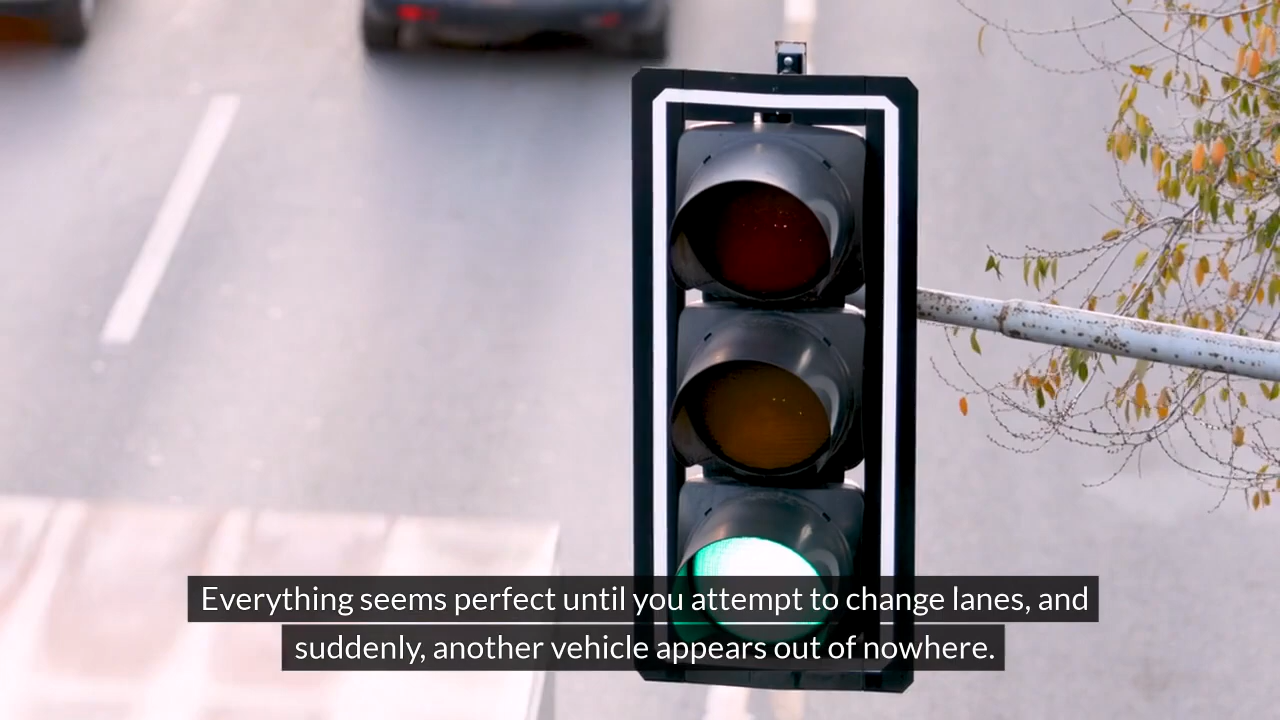 Everything seems perfect until you attempt to change lanes, and
suddenly, another vehicle appears out of nowhere.